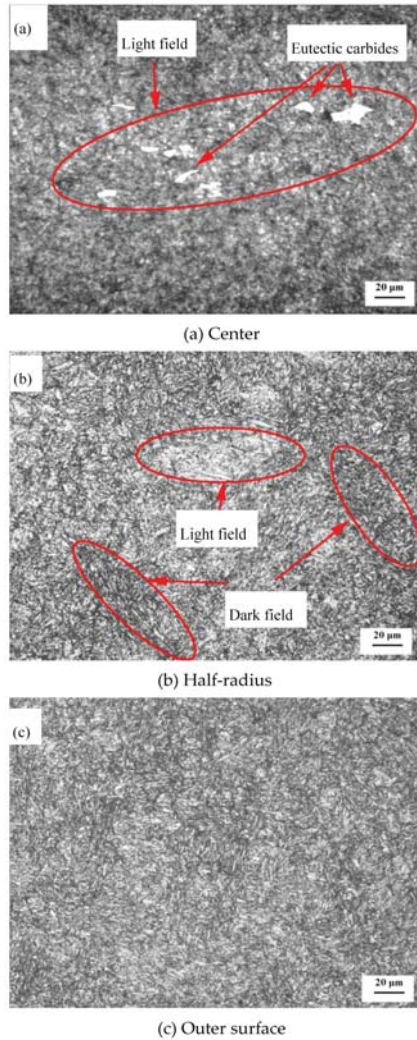 (a)
Light field
Eutectic carbides
20 μm
(a) Center
(b)
Light field
Dark field
20 μm
(b) Half-radius
(c)
20 μm
(c) Outer surface